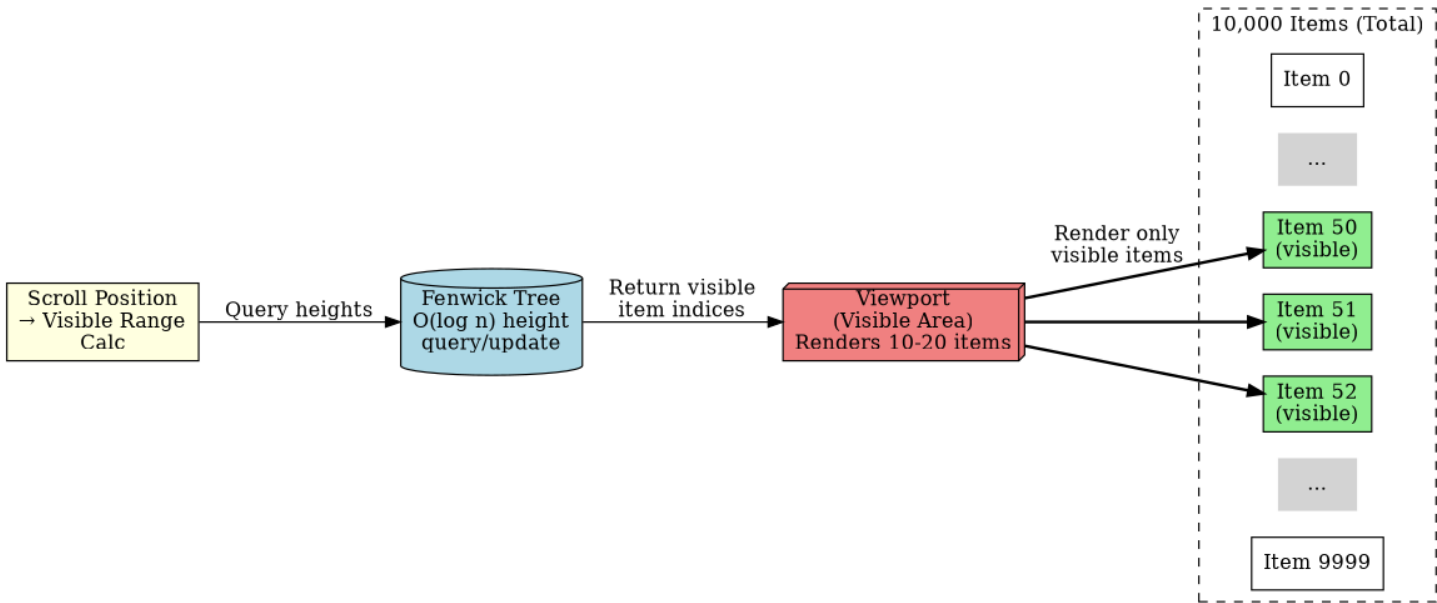 10,000 Items (Total)
Item 0
...
Render only
visible items
Item 50
(visible)
Scroll Position
→ Visible Range
Calc
Query heights
Fenwick Tree
O(log n) height
query/update
Return visible
item indices
Viewport
(Visible Area)
Renders 10-20 items
Item 51
(visible)
Item 52
(visible)
...
Item 9999